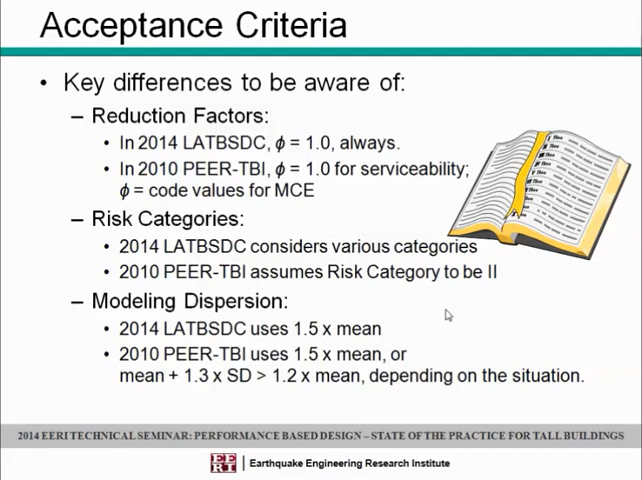 Acceptance Criteria
• Key differences to be aware of:
– Reduction Factors:
• In 2014 LATBSDC, ϕ = 1.0, always.
• In 2010 PEER-TBI, ϕ = 1.0 for serviceability;
ϕ = code values for MCE
– Risk Categories:
• 2014 LATBSDC considers various categories
• 2010 PEER-TBI assumes Risk Category to be II
– Modeling Dispersion:
• 2014 LATBSDC uses 1.5 x mean
• 2010 PEER-TBI uses 1.5 x mean, or
mean + 1.3 x SD > 1.2 x mean, depending on the situation.
2014 EERI TECHNICAL SEMINAR: PERFORMANCE BASED DESIGN – STATE OF THE PRACTICE FOR TALL BUILDINGS
EERI Earthquake Engineering Research Institute